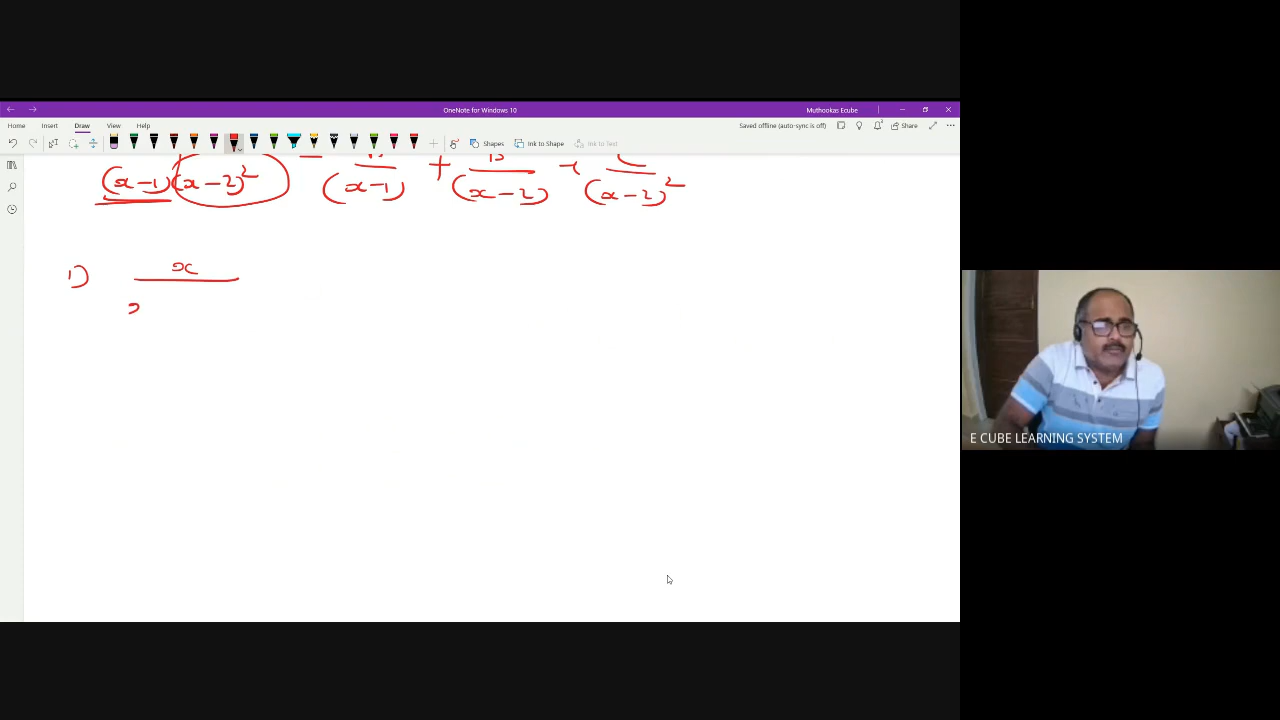 OneNote for Windows 10
Muthookas Ecube
Home Insert Draw View Help
Saved offline (auto-sync is off)
Share
Shapes Ink to Shape Ink to Text
(x-1)(x-2)² (x-1) + (x-2) + (x-2)²
1) x
E CUBE LEARNING SYSTEM